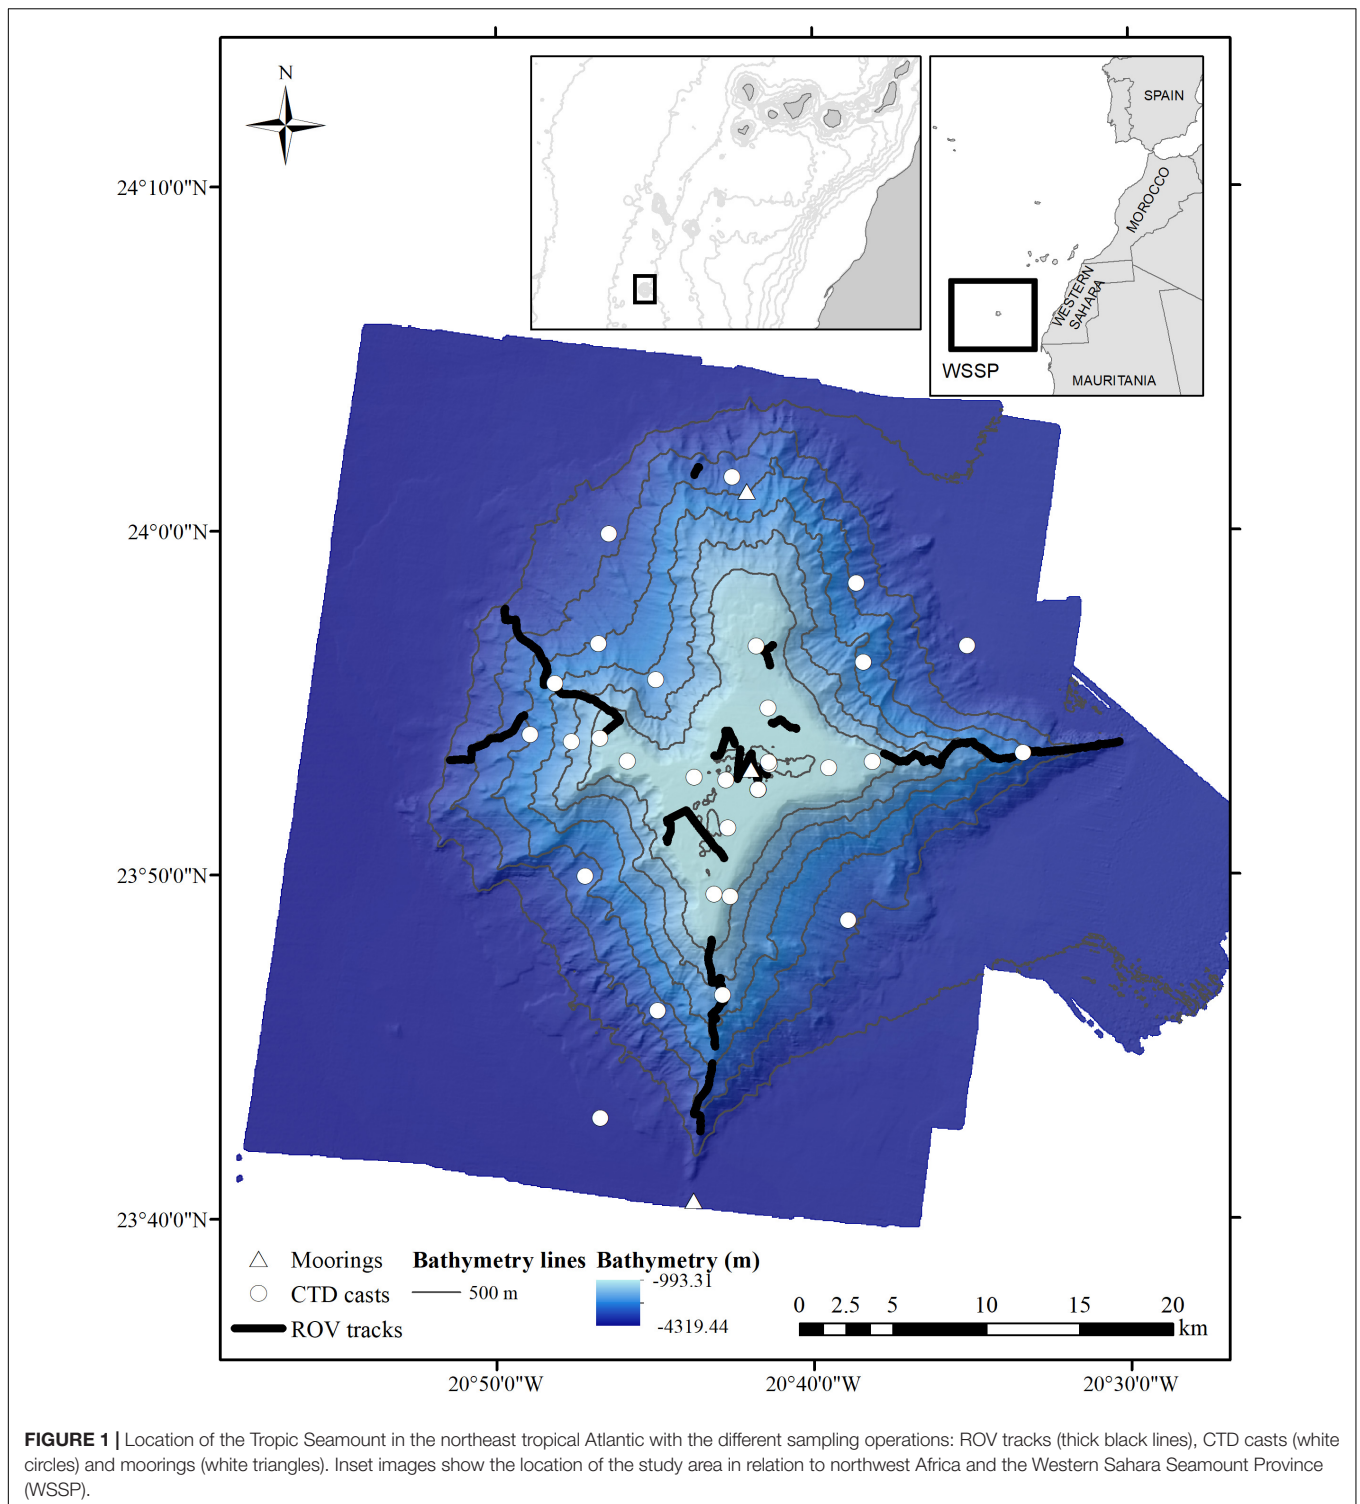 N
SPAIN
MOROCCO
WESTERN
SAHARA
MAURITANIA
WSSP
24°10'0"N
24°0'0"N
23°50'0"N
23°40'0"N
Moorings
CTD casts
ROV tracks
Bathymetry lines
500 m
Bathymetry (m)
-993.31
-4319.44
0 2.5 5 10 15 20
km
20°50'0"W 20°40'0"W 20°30'0"W
FIGURE 1 | Location of the Tropic Seamount in the northeast tropical Atlantic with the different sampling operations: ROV tracks (thick black lines), CTD casts (white
circles) and moorings (white triangles). Inset images show the location of the study area in relation to northwest Africa and the Western Sahara Seamount Province
(WSSP).